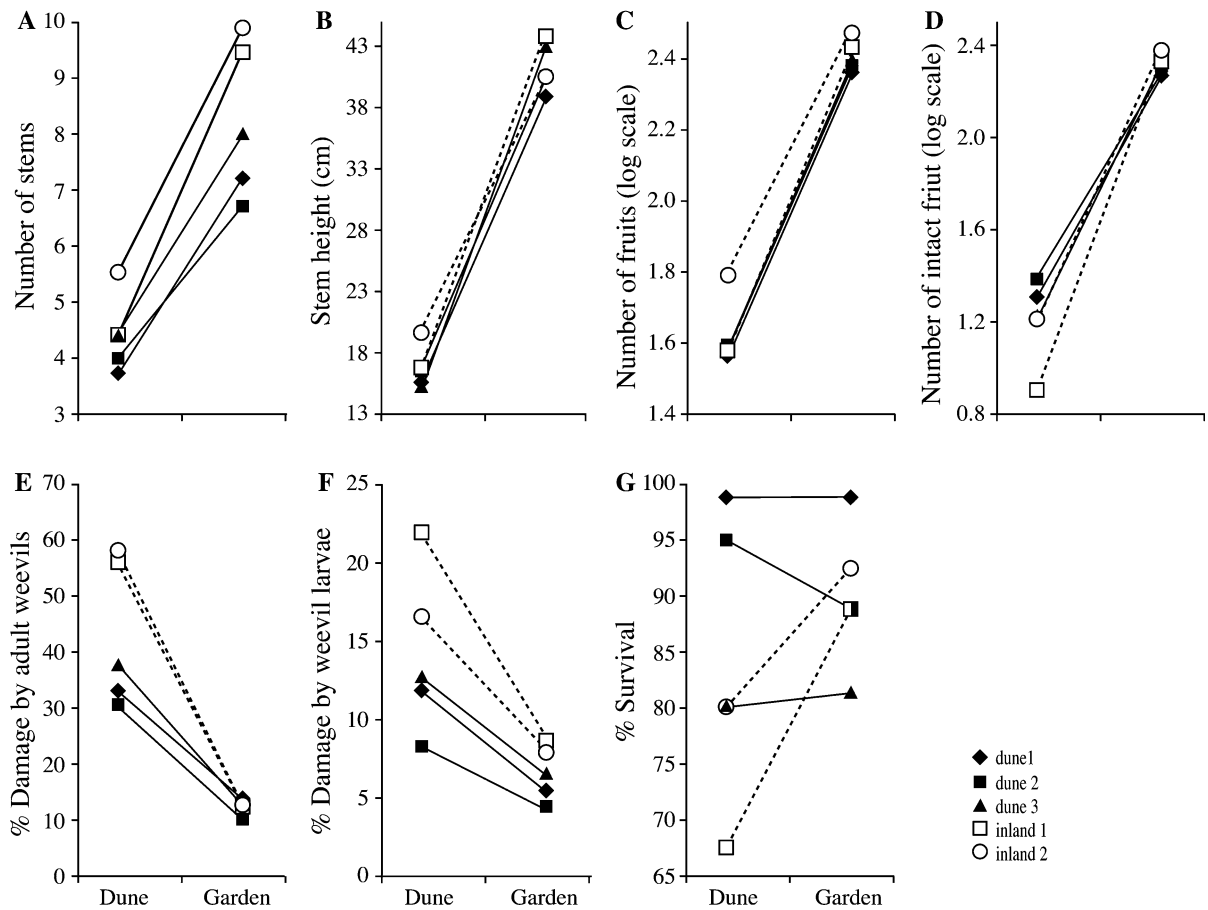 A
10
9
8
7
6
5
4
3
Number of stems
B
43
38
33
28
23
18
13
Stem height (cm)
C
2.4
2.2
2.0
1.8
1.6
1.4
Number of fruits (log scale)
D
2.4
2.0
1.6
1.2
0.8
Number of intact friut (log scale)
E
70
60
50
40
30
20
10
0
% Damage by adult weevils
Dune Garden
F
25
20
15
10
5
0
% Damage by weevil larvae
Dune Garden
G
100
95
90
85
80
75
70
65
% Survival
Dune Garden
dune1
dune 2
dune 3
inland 1
inland 2